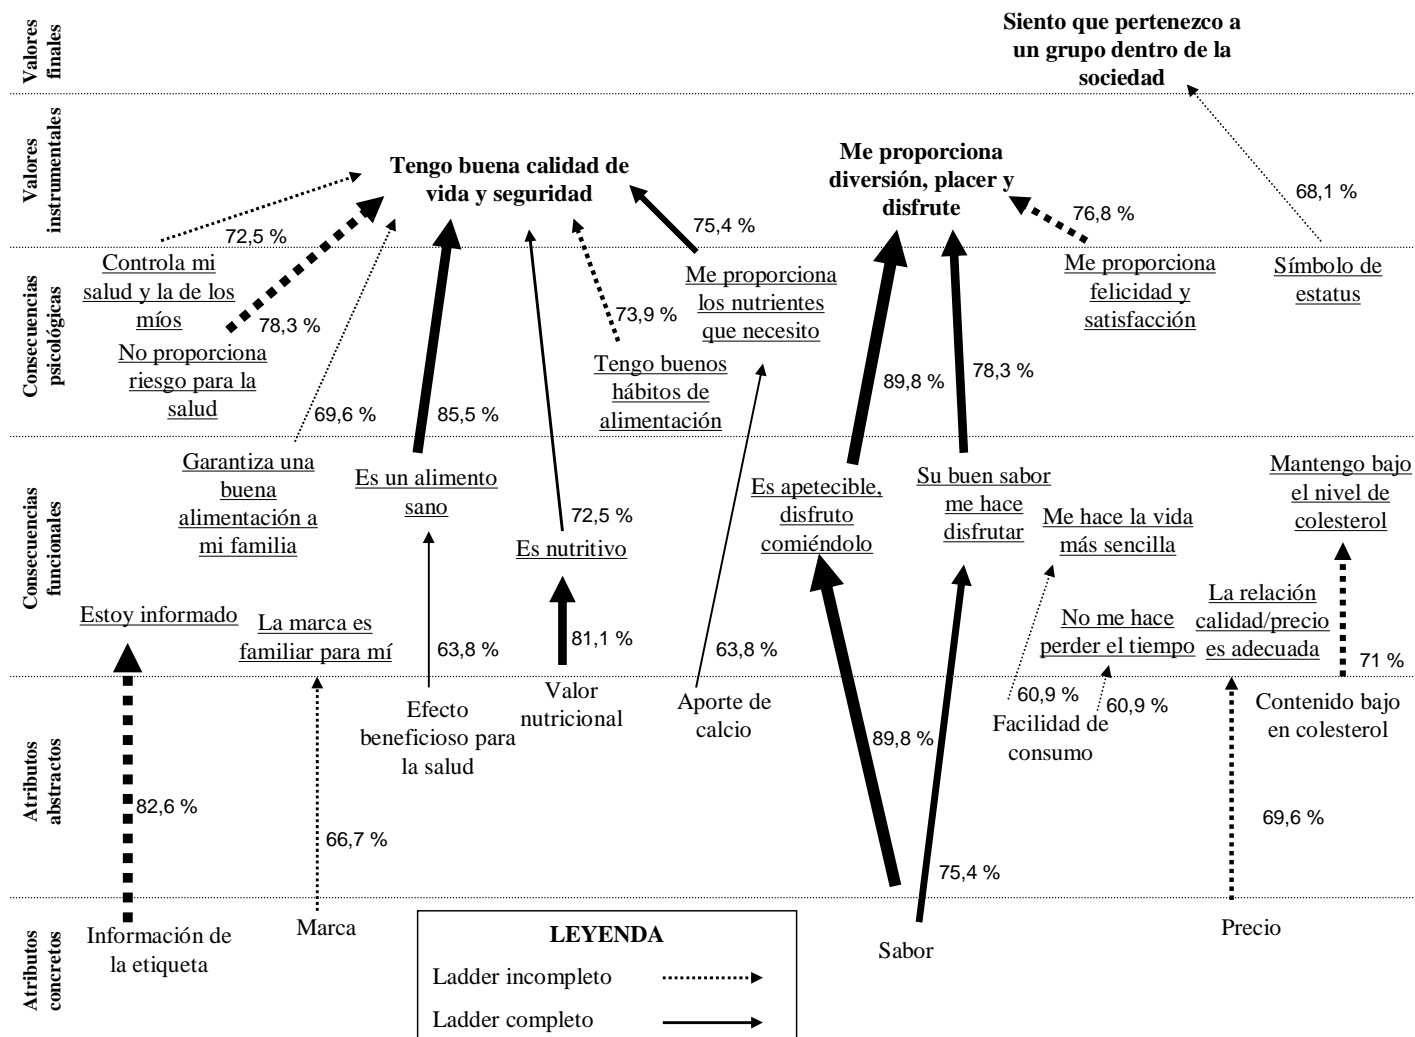 Valores
finales
Siento que pertenezco a
un grupo dentro de la
sociedad
Valores
instrumentales
Tengo buena calidad de
vida y seguridad
Me proporciona
diversión, placer y
disfrute
72,5 %
75,4 %
76,8 %
68,1 %
Consecuencias
psicológicas
Controla mi
salud y la de los
míos
78,3 %
No proporciona
riesgo para la
salud
69,6 %
85,5 %
Me proporciona
los nutrientes
que necesito
73,9 %
Tengo buenos
hábitos de
alimentación
89,8 %
78,3 %
Me proporciona
felicidad y
satisfacción
Símbolo de
estatus
Consecuencias
funcionales
Garantiza una
buena
alimentación a
mi familia
Es un alimento
sano
72,5 %
Es nutritivo
Es apetecible,
disfruto
comiéndolo
Su buen sabor
me hace
disfrutar
Me hace la vida
más sencilla
Mantengo bajo
el nivel de
colesterol
Estoy informado
La marca es
familiar para mí
63,8 %
81,1 %
63,8 %
No me hace
perder el tiempo
La relación
calidad/precio
es adecuada
71 %
Atributos
abstractos
Efecto
beneficioso para
la salud
Valor
nutricional
Aporte de
calcio
60,9 %
60,9 %
Facilidad de
consumo
Contenido bajo
en colesterol
82,6 %
66,7 %
89,8 %
75,4 %
69,6 %
Atributos
concretos
Información de
la etiqueta
Marca
Sabor
Precio
LEYENDA
Ladder incompleto
Ladder completo